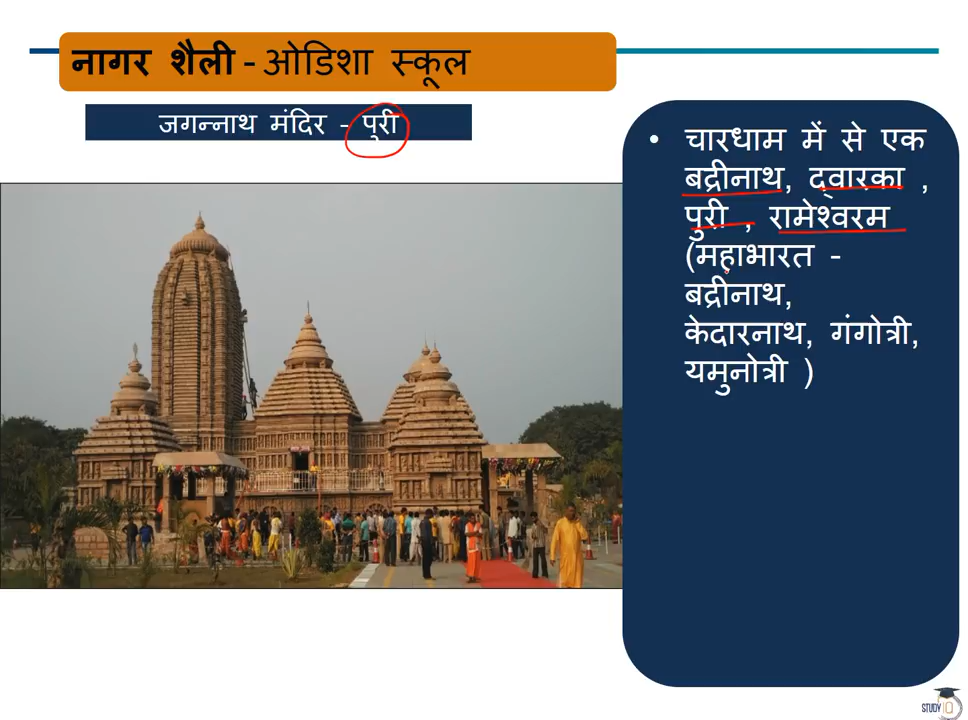 नागर शैली - ओडिशा स्कूल
जगन्नाथ मंदिर - पुरी
• चारधाम में से एक
बद्रीनाथ, द्वारका ,
पुरी , रामेश्वरम
(महाभारत -
बद्रीनाथ,
केदारनाथ, गंगोत्री,
यमुनोत्री )
STUDY IQ